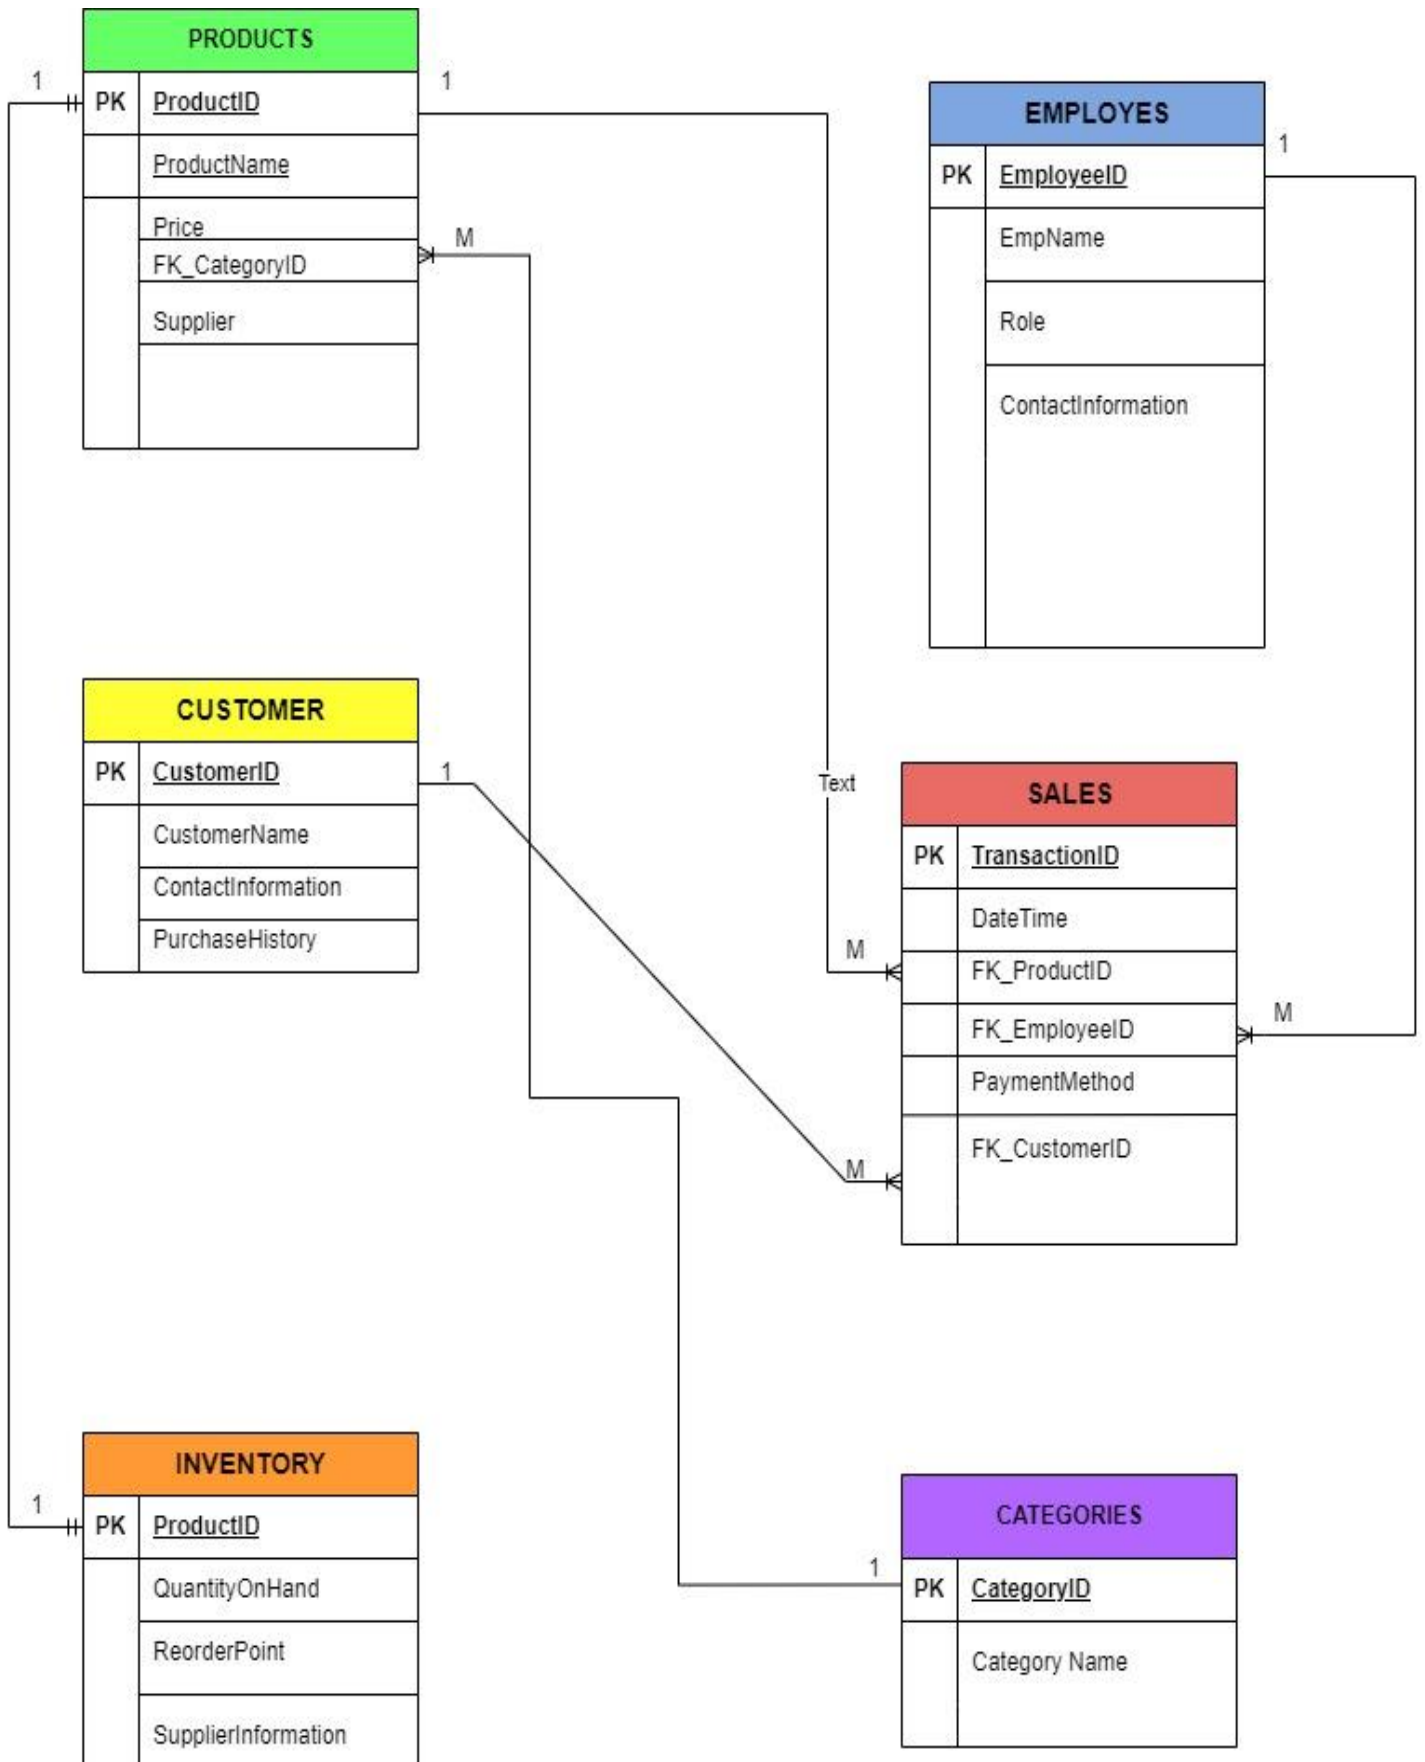 PRODUCTS
1
PK ProductID
1
ProductName
Price
FK_CategoryID
M
Supplier
EMPLOYES
1
PK EmployeeID
EmpName
Role
ContactInformation
CUSTOMER
PK CustomerID
1
CustomerName
ContactInformation
PurchaseHistory
Text
SALES
PK TransactionID
DateTime
M
FK_ProductID
FK_EmployeeID
M
PaymentMethod
FK_CustomerID
M
INVENTORY
1
PK ProductID
QuantityOnHand
ReorderPoint
SupplierInformation
CATEGORIES
1
PK CategoryID
Category Name